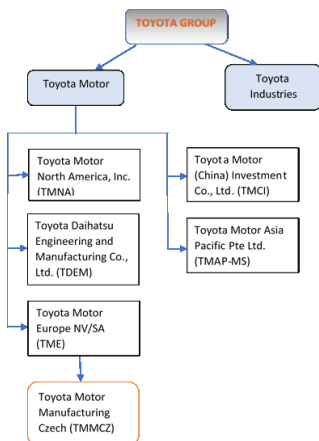 TOYOTA GROUP
Toyota Motor
Toyota
Industries
Toyota Motor
North America, Inc.
(TMNA)
Toyota Motor
(China) Investment
Co., Ltd. (TMCI)
Toyota Daihatsu
Engineering and
Manufacturing Co.,
Ltd. (TDEM)
Toyota Motor Asia
Pacific Pte Ltd.
(TMAP-MS)
Toyota Motor
Europe NV/SA
(TME)
Toyota Motor
Manufacturing
Czech (TMMCZ)